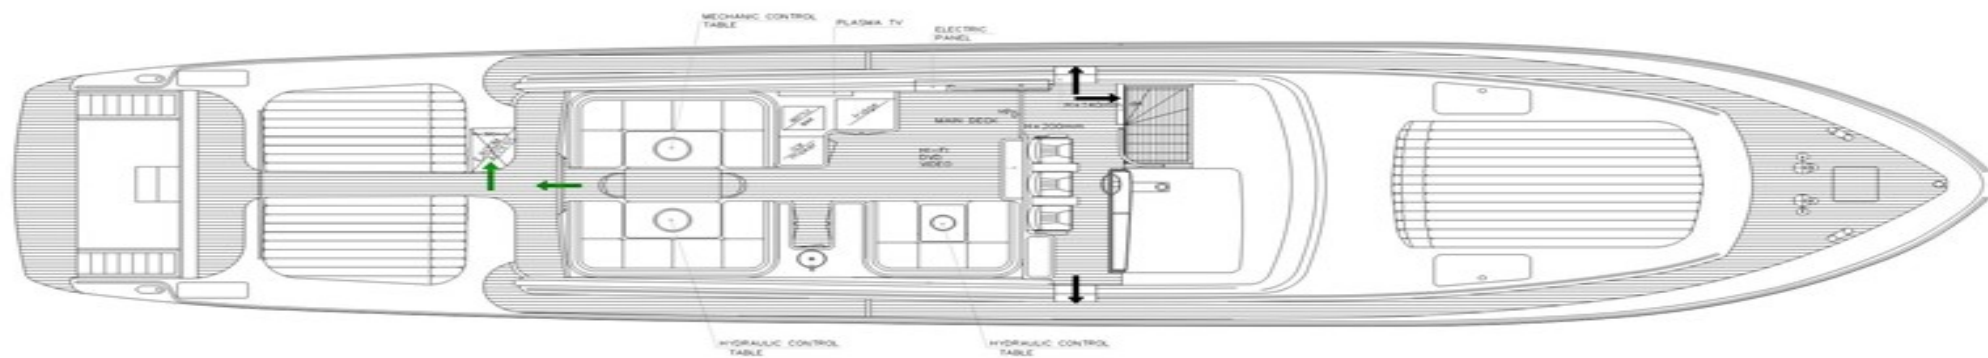 MECHANIC CONTROL
TABLE
PLASMA TV
ELECTRIC
PANEL
MAIN DECK
HI-FI
DVD
VIDEO
HYDRAULIC CONTROL
TABLE
HYDRAULIC CONTROL
TABLE